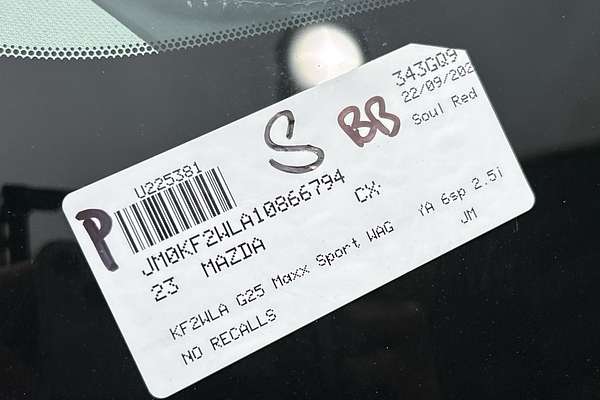 343GQ9
22/09/202
Soul Red
S
BB
P
U225381
JM0KF2WLA10866794
23 MAZDA CX-
KF2WLA G25 Maxx Sport WAG YA 6sp 2.5i
NO RECALLS JM